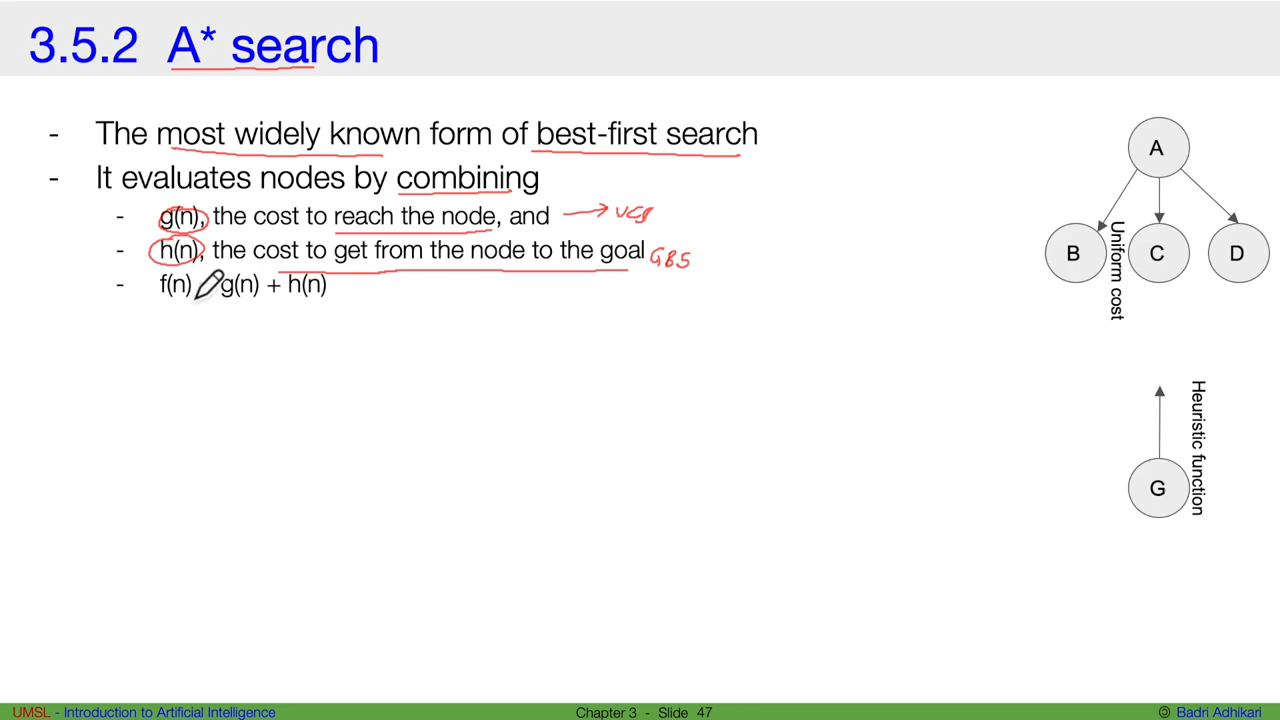 3.5.2 A* search
- The most widely known form of best-first search
- It evaluates nodes by combining
- g(n), the cost to reach the node, and → UCS
- h(n), the cost to get from the node to the goal GBS
- f(n) g(n) + h(n)
A
B
C
D
Uniform cost
Heuristic function
G
UMSL - Introduction to Artificial Intelligence
Chapter 3 - Slide 47
Badri Adhikari